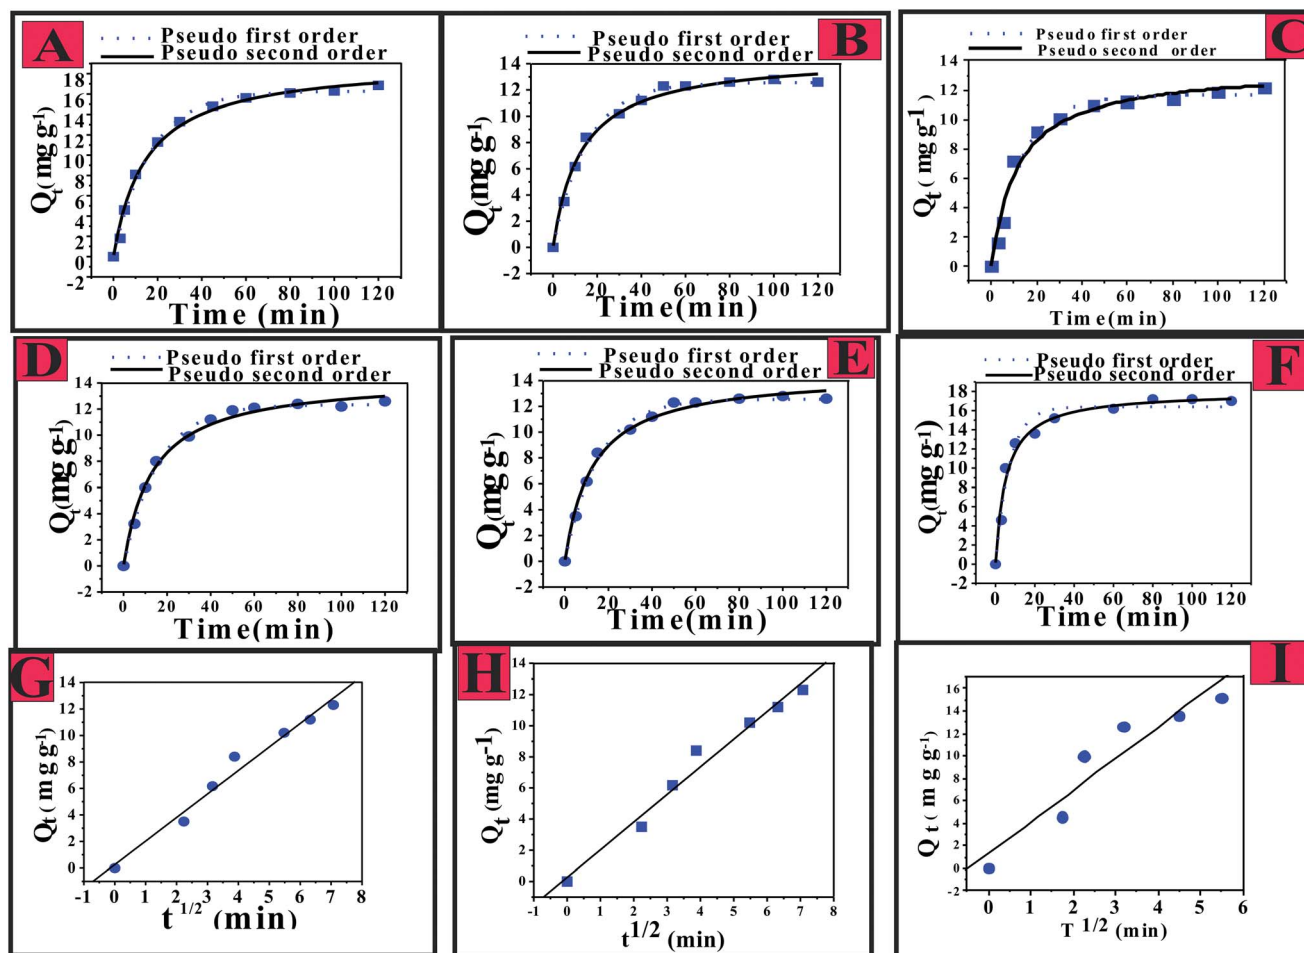 A
Pseudo first order
Pseudo second order
18
16
14
12
10
8
6
4
2
0
-2
Qt(mg g-1)
0 20 40 60 80 100 120
Time (min)
B
Pseudo first order
Pseudo second order
14
12
10
8
6
4
2
0
-2
Qt(mg g-1)
0 20 40 60 80 100 120
Time(min)
C
Pseudo first order
Pseudo second order
14
12
10
8
6
4
2
0
Qt( mg g-1)
0 20 40 60 80 100 120
Time(min)
D
Pseudo first order
Pseudo second order
14
12
10
8
6
4
2
0
-2
Qt(mg g-1)
0 20 40 60 80 100 120
Time(min)
E
Pseudo first order
Pseudo second order
14
12
10
8
6
4
2
0
-2
Qt(mg g-1)
0 20 40 60 80 100 120
Time(min)
F
Pseudo first order
Pseudo second order
18
16
14
12
10
8
6
4
2
0
-2
Qt(mg g-1)
0 20 40 60 80 100 120
Time (min)
G
14
12
10
8
6
4
2
0
Qt( mg g-1)
-1 0 1 2 3 4 5 6 7 8
t 1/2 (min)
H
14
12
10
8
6
4
2
0
Qt (mg g-1)
-1 0 1 2 3 4 5 6 7 8
t1/2 (min)
I
16
14
12
10
8
6
4
2
0
-2
Q t ( m g g-1)
0 1 2 3 4 5 6
T 1/2 (min)